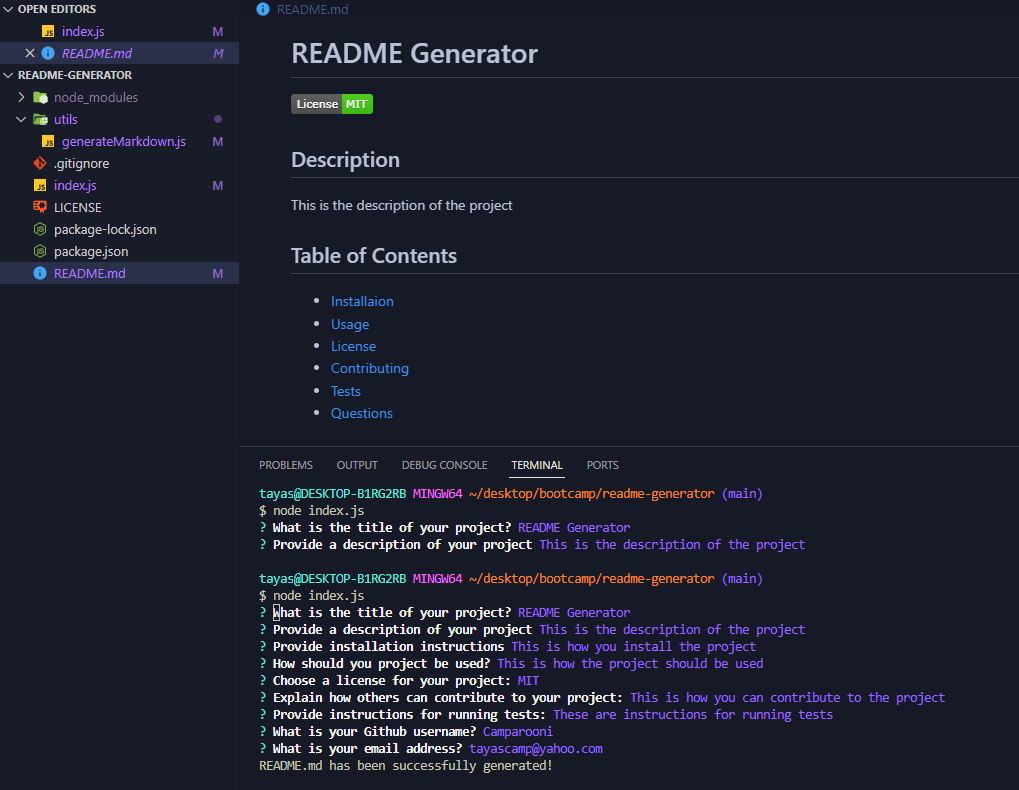 OPEN EDITORS
index.js M
README.md M
README-GENERATOR
node_modules
utils
generateMarkdown.js M
.gitignore
index.js M
LICENSE
package-lock.json
package.json
README.md M
README.md
README Generator
License MIT
Description
This is the description of the project
Table of Contents
Installaion
Usage
License
Contributing
Tests
Questions
PROBLEMS OUTPUT DEBUG CONSOLE TERMINAL PORTS
tayas@DESKTOP-B1RG2RB MINGW64 ~/desktop/bootcamp/readme-generator (main)
$ node index.js
? What is the title of your project? README Generator
? Provide a description of your project This is the description of the project
tayas@DESKTOP-B1RG2RB MINGW64 ~/desktop/bootcamp/readme-generator (main)
$ node index.js
? What is the title of your project? README Generator
? Provide a description of your project This is the description of the project
? Provide installation instructions This is how you install the project
? How should you project be used? This is how the project should be used
? Choose a license for your project: MIT
? Explain how others can contribute to your project: This is how you can contribute to the project
? Provide instructions for running tests: These are instructions for running tests
? What is your Github username? Camparooni
? What is your email address? tayascamp@yahoo.com
README.md has been successfully generated!